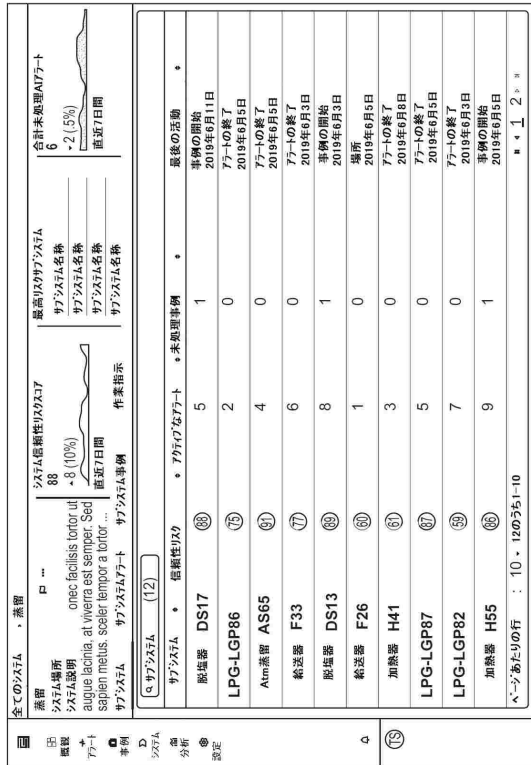 全てのシステム ・ 蒸留
概観
アラート
事例
システム
分析
設定
TS
蒸留
システム場所
システム説明
onec facilisis tortor ut
augue lacinia, at viverra est semper. Sed
sapien metus, sceler tempor a tortor ...
システム信頼性リスクスコア
88
8 (10%)
直近7日間
最高リスクサブシステム
サブシステム名称
サブシステム名称
サブシステム名称
サブシステム名称
合計未処理AIアラート
6
2 (.5%)
直近7日間
サブシステム サブシステムアラート サブシステム事例 作業指示
サブシステム (12)
サブシステム 信頼性リスク アクティブなアラート 未処理事例 最後の活動
脱塩器 DS17 88 5 1 事例の開始
2019年6月11日
LPG-LGP86 75 2 0 アラートの終了
2019年6月5日
Atm蒸留 AS65 91 4 0 アラートの終了
2019年6月5日
給送器 F33 77 6 0 アラートの終了
2019年6月3日
脱塩器 DS13 89 8 1 事例の開始
2019年6月3日
給送器 F26 60 1 0 場所
2019年6月5日
加熱器 H41 61 3 0 アラートの終了
2019年6月8日
LPG-LGP87 87 5 0 アラートの終了
2019年6月5日
LPG-LGP82 59 7 0 アラートの終了
2019年6月3日
加熱器 H55 86 9 1 事例の開始
2019年6月5日
ページあたりの行 : 10 12のうち1-10 1 2